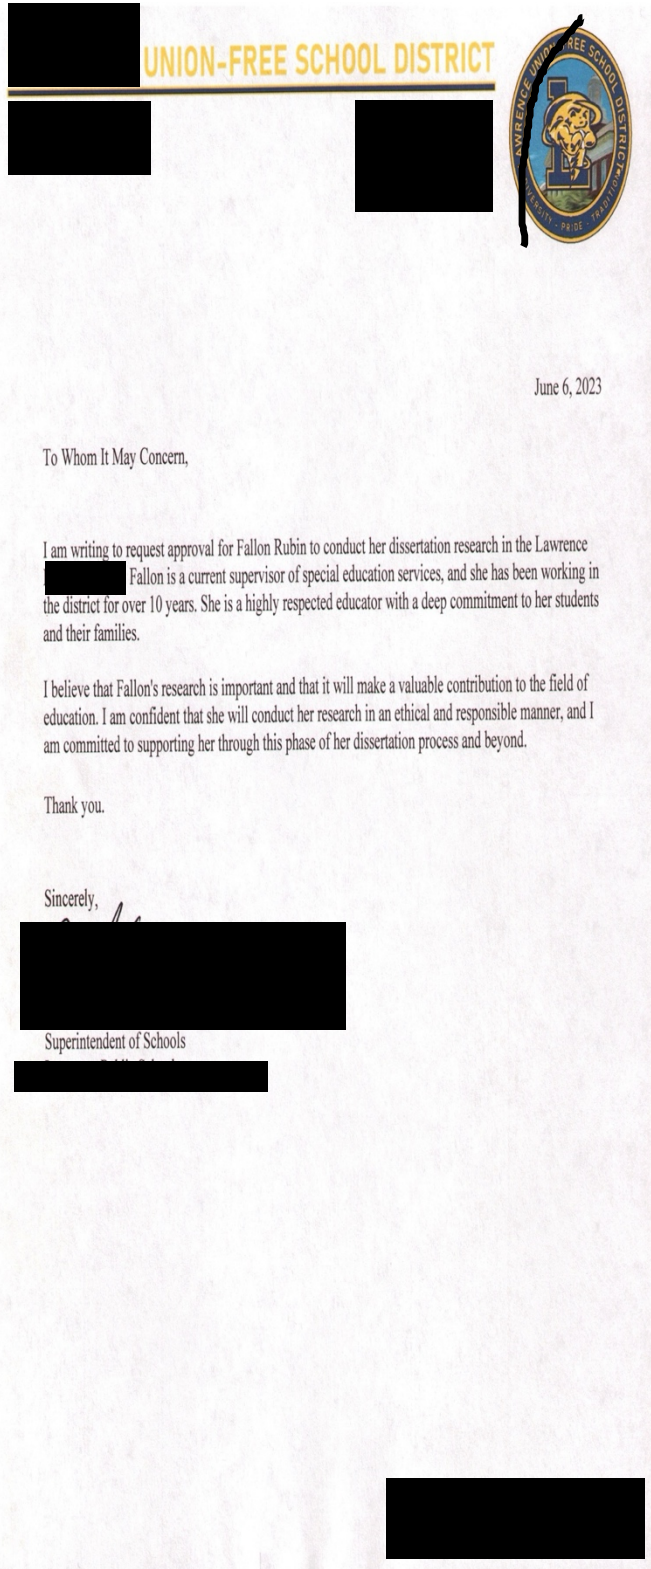 UNION-FREE SCHOOL DISTRICT
LAWRENCE UNION-FREE SCHOOL DISTRICT
DIVERSITY - PRIDE - TRADITION
June 6, 2023
To Whom It May Concern,
I am writing to request approval for Fallon Rubin to conduct her dissertation research in the Lawrence
Fallon is a current supervisor of special education services, and she has been working in
the district for over 10 years. She is a highly respected educator with a deep commitment to her students
and their families.
I believe that Fallon's research is important and that it will make a valuable contribution to the field of
education. I am confident that she will conduct her research in an ethical and responsible manner, and I
am committed to supporting her through this phase of her dissertation process and beyond.
Thank you.
Sincerely,
Superintendent of Schools